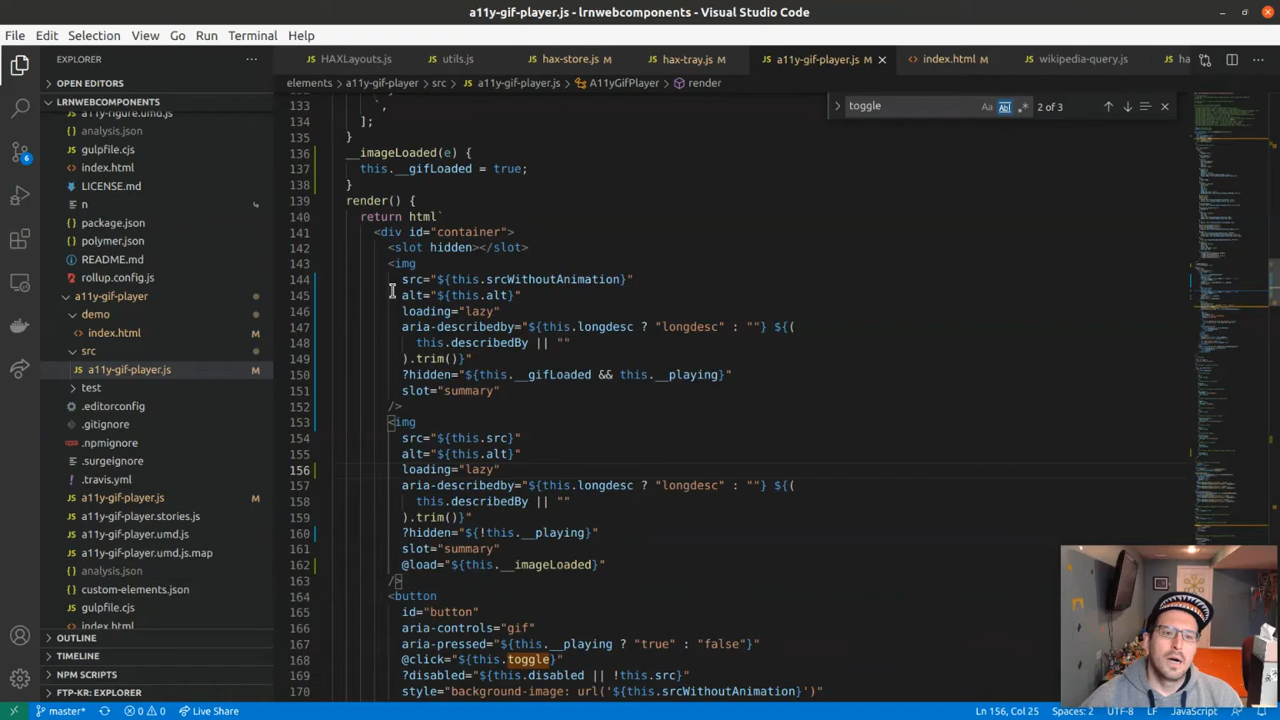 a11y-gif-player.js - lrnwebcomponents - Visual Studio Code
File Edit Selection View Go Run Terminal Help
EXPLORER ···
HAXLayouts.js utils.js hax-store.js M hax-tray.js M a11y-gif-player.js M index.html M wikipedia-query.js ha
OPEN EDITORS
elements > a11y-gif-player > src > a11y-gif-player.js > A11yGifPlayer > render
LRNWEBCOMPONENTS
toggle Aa Abl 2 of 3
a11y-figure.umd.js
analysis.json
gulpfile.cjs
index.html
LICENSE.md
n
package.json
polymer.json
README.md
rollup.config.js
a11y-gif-player
demo
index.html M
src
a11y-gif-player.js M
test
.editorconfig
.gitignore
.npmignore
.surgeignore
.travis.yml
a11y-gif-player.js M
a11y-gif-player.stories.js
a11y-gif-player.umd.js
a11y-gif-player.umd.js.map
analysis.json
custom-elements.json
gulpfile.cjs
index.html M
OUTLINE
TIMELINE
NPM SCRIPTS
FTP-KR: EXPLORER
133 `,
134 ];
135 }
136 __imageLoaded(e) {
137 this.__gifLoaded = true;
138 }
139 render() {
140 return html`
141 <div id="container">
142 <slot hidden></slot>
143 <img
144 src="${this.srcWithoutAnimation}"
145 alt="${this.alt}"
146 loading="lazy"
147 aria-describedby="${this.longdesc ? "longdesc" : ""} ${(
148 this.describedBy || ""
149 ).trim()}"
150 ?hidden="${this.__gifLoaded && this.__playing}"
151 slot="summary"
152 />
153 <img
154 src="${this.src}"
155 alt="${this.alt}"
156 loading="lazy"
157 aria-describedby="${this.longdesc ? "longdesc" : ""} ${(
158 this.describedBy || ""
159 ).trim()}"
160 ?hidden="${!this.__playing}"
161 slot="summary"
162 @load="${this.__imageLoaded}"
163 />
164 <button
165 id="button"
166 aria-controls="gif"
167 aria-pressed="${this.__playing ? "true" : "false"}"
168 @click="${this.toggle}"
169 ?disabled="${this.disabled || !this.src}"
170 style="background-image: url('${this.srcWithoutAnimation}')"
6
master* 0 0 Live Share Ln 156, Col 25 Spaces: 2 UTF-8 LF JavaScript